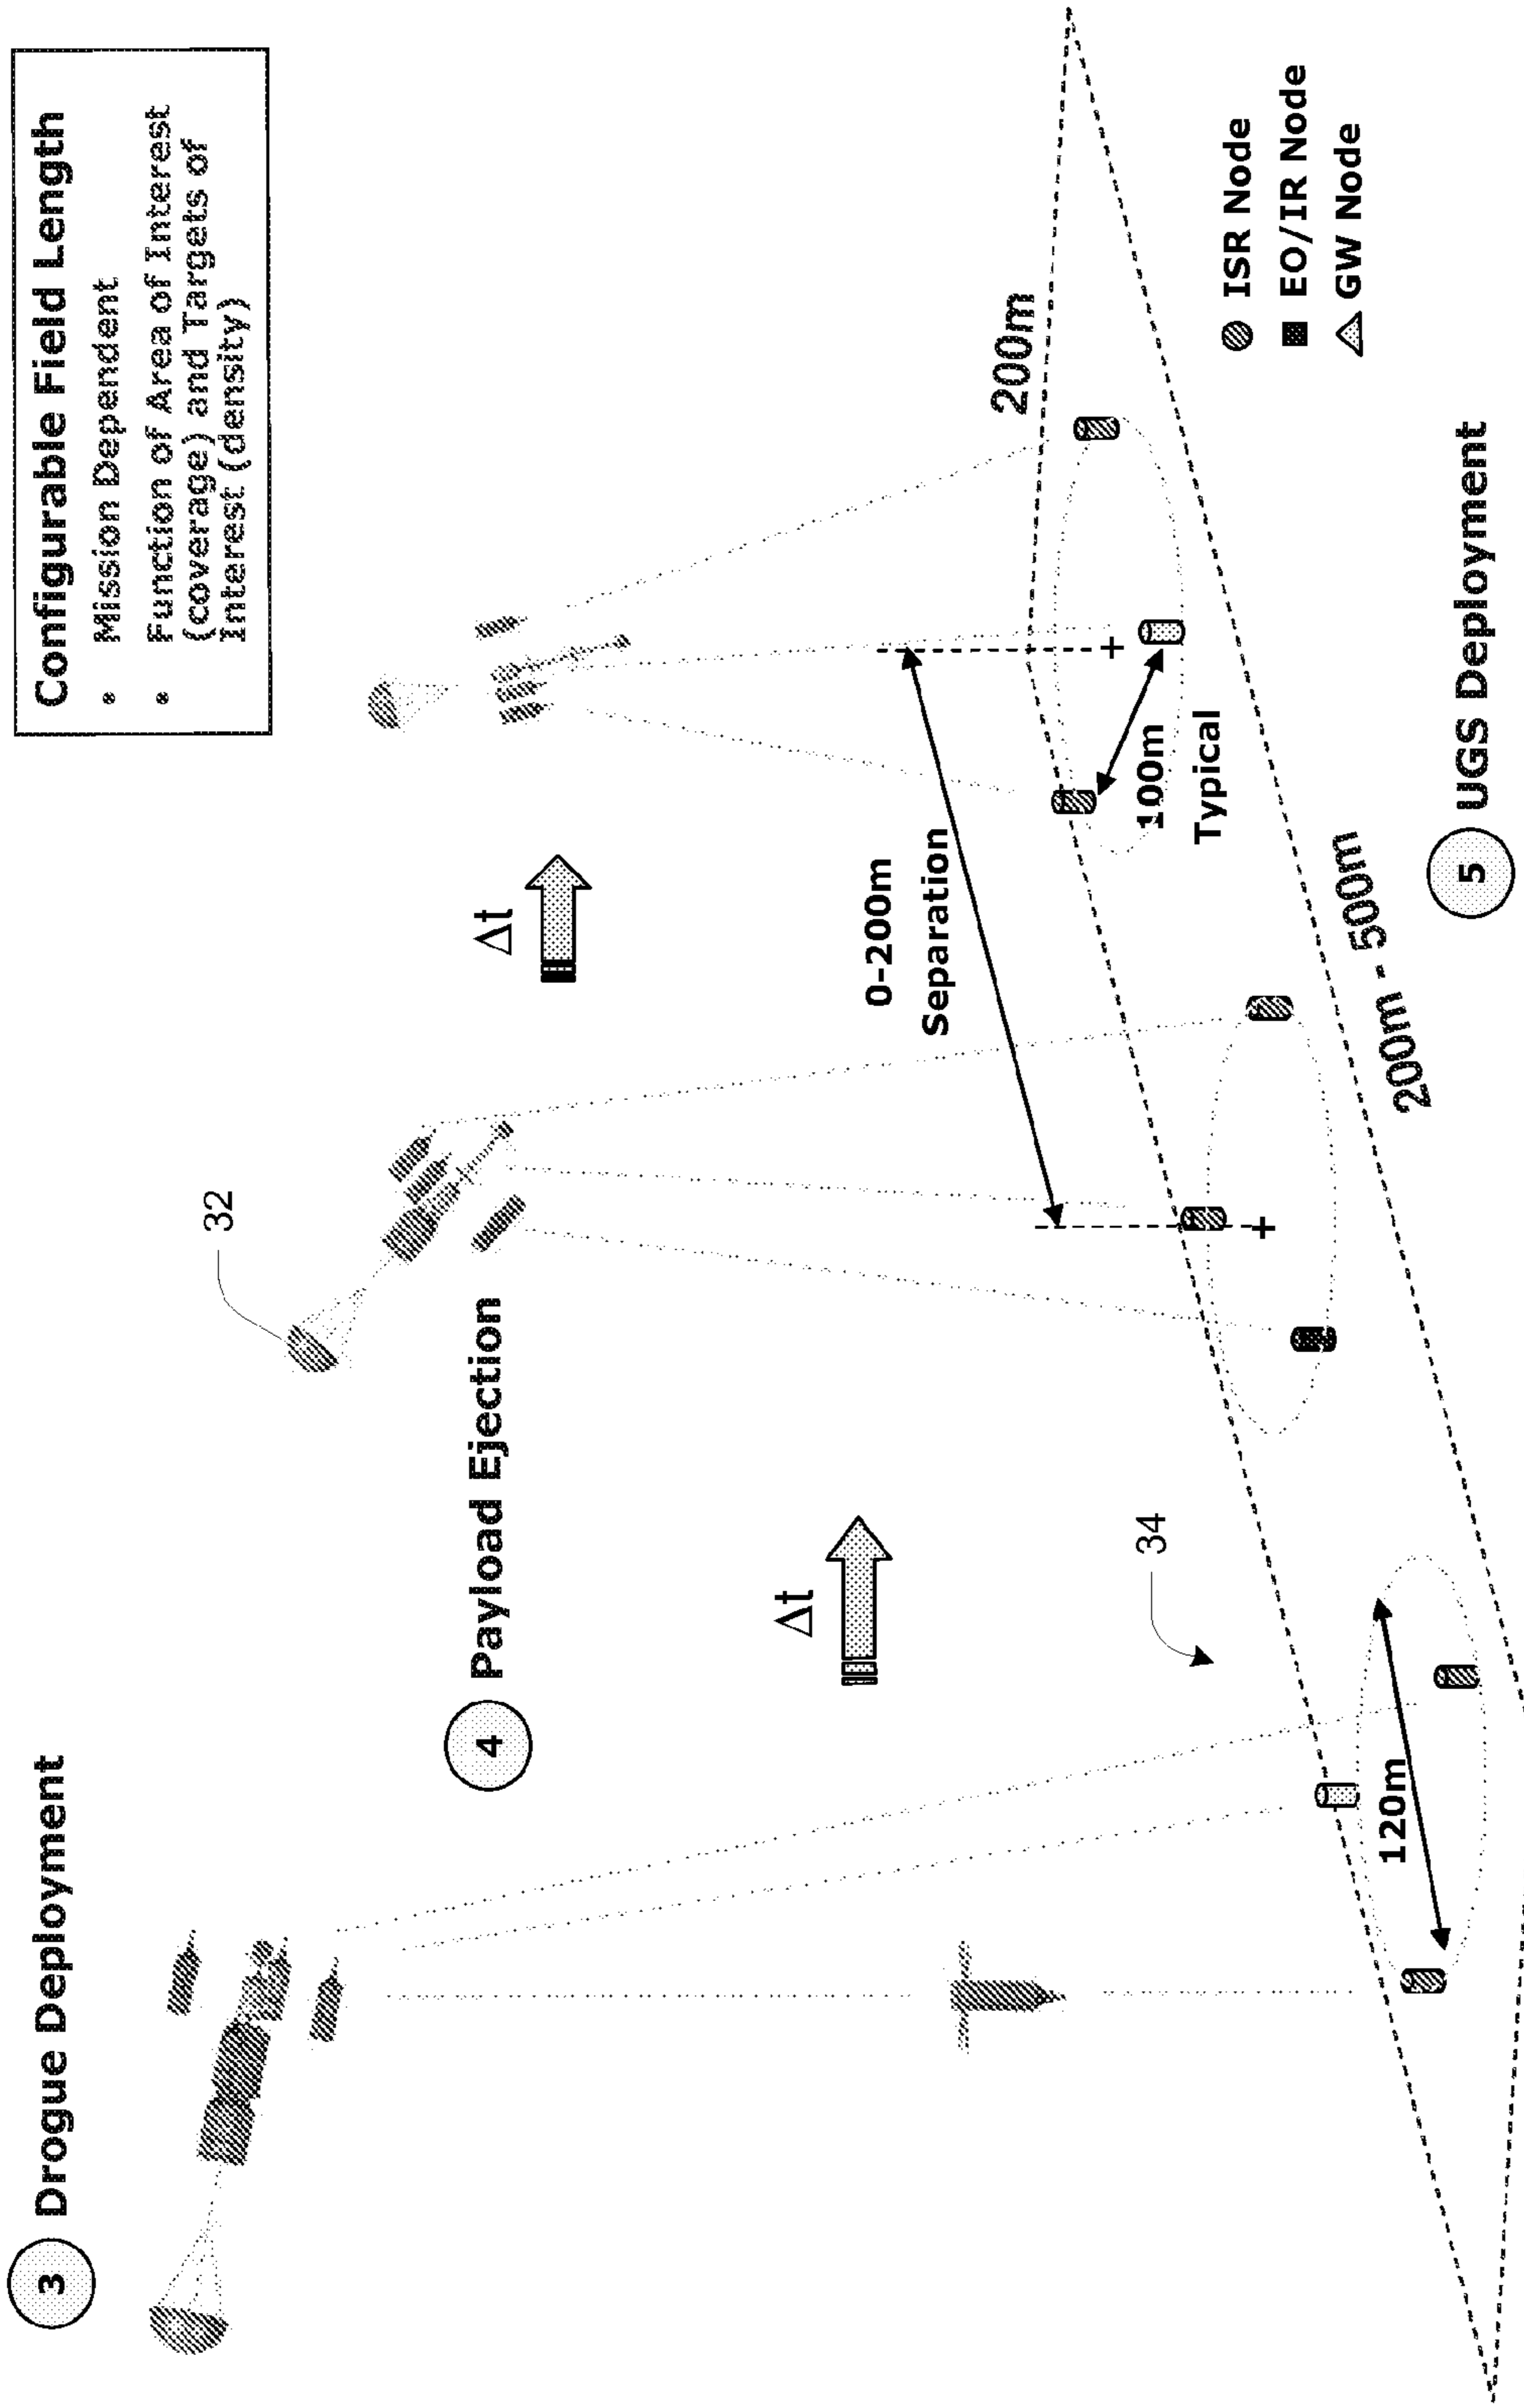 3 Drogue Deployment
Configurable Field Length
• Mission Dependent
• Function of Area of Interest
(coverage) and Targets of
Interest (density)
32
4 Payload Ejection
Δt
Δt
0-200m
Separation
200m
34
100m
Typical
120m
200m - 500m
ISR Node
EO/IR Node
GW Node
5 UGS Deployment